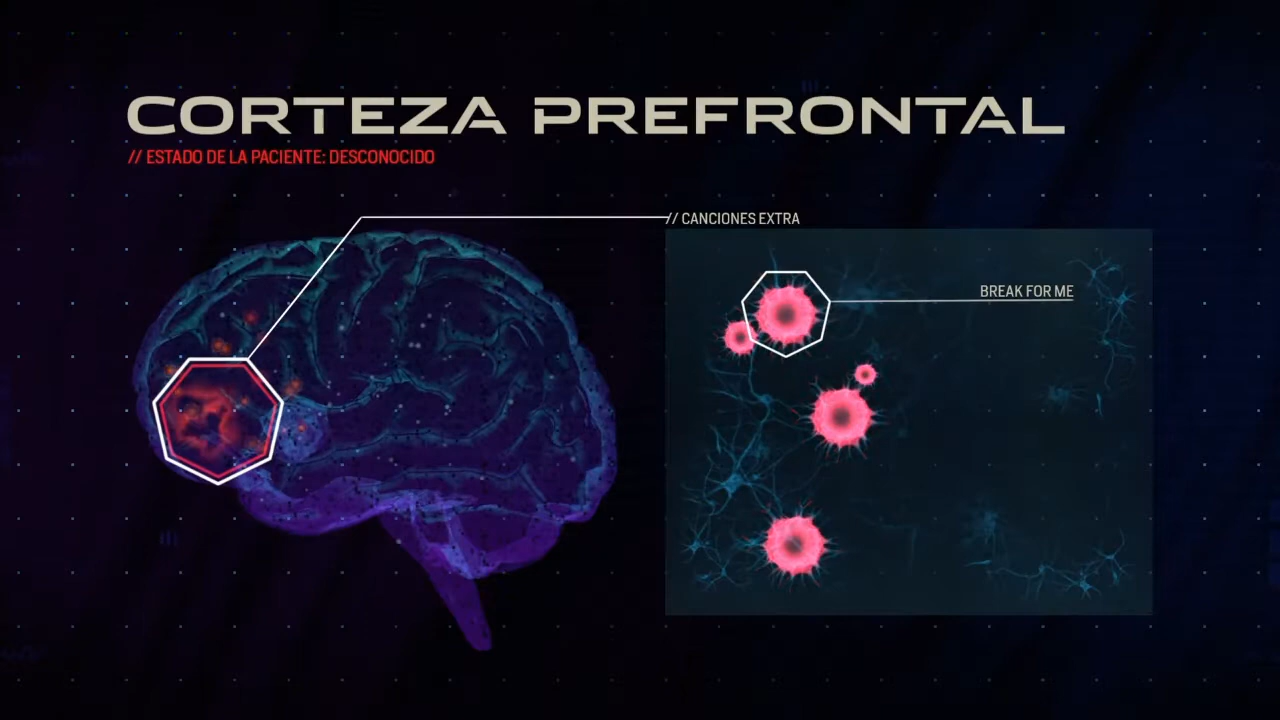 CORTEZA PREFRONTAL
// ESTADO DE LA PACIENTE: DESCONOCIDO
// CANCIONES EXTRA
BREAK FOR ME